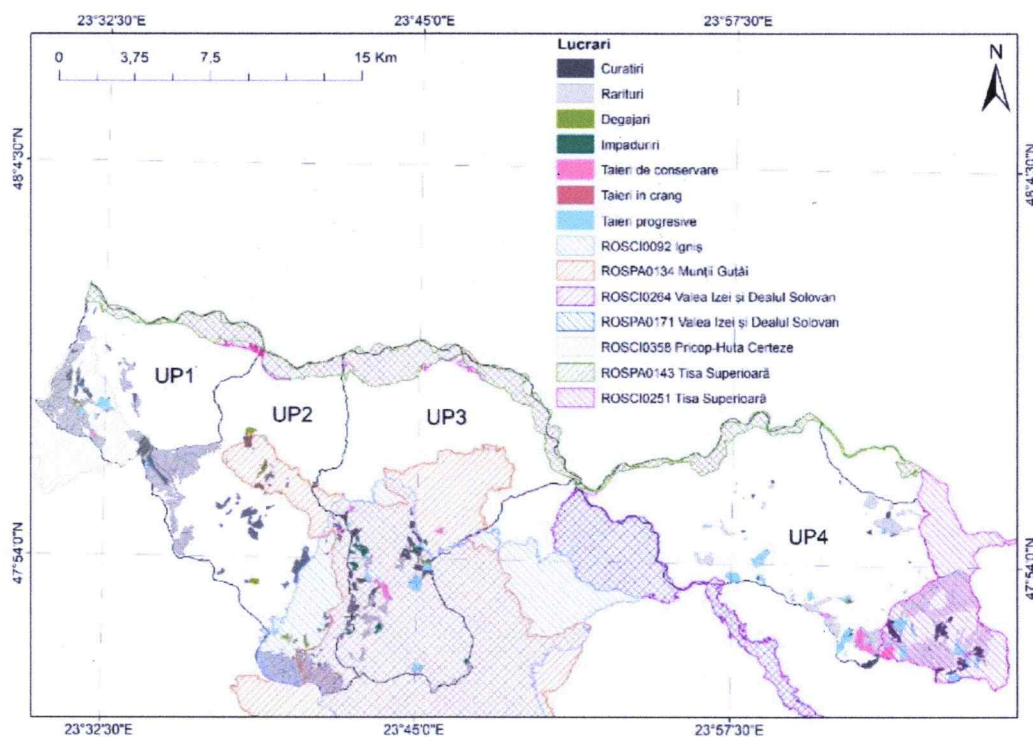 23°32'30"E 23°45'0"E 23°57'30"E
0 3,75 7,5 15 Km
N
48°4'30"N
48°4'30"N
Lucrari
Curatiri
Rarituri
Degajari
Impaduriri
Taieri de conservare
Taieri in crang
Taieri progresive
ROSCI0092 Igniș
ROSPA0134 Munții Gutâi
ROSCI0264 Valea Izei și Dealul Solovan
ROSPA0171 Valea Izei și Dealul Solovan
ROSCI0358 Pricop-Huta Certeze
ROSPA0143 Tisa Superioară
ROSCI0251 Tisa Superioară
UP1
UP2
UP3
UP4
47°54'0"N
47°54'0"N
23°32'30"E 23°45'0"E 23°57'30"E